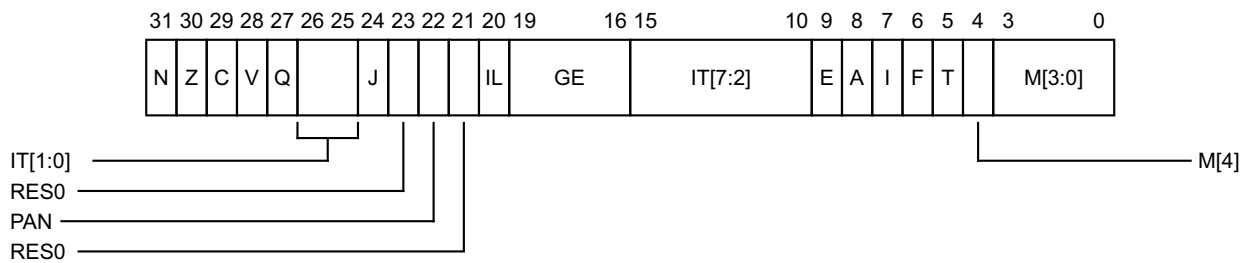 31 30 29 28 27 26 25 24 23 22 21 20 19 16 15 10 9 8 7 6 5 4 3 0
N Z C V Q J IL GE IT[7:2] E A I F T M[3:0]
IT[1:0] M[4]
RES0
PAN
RES0